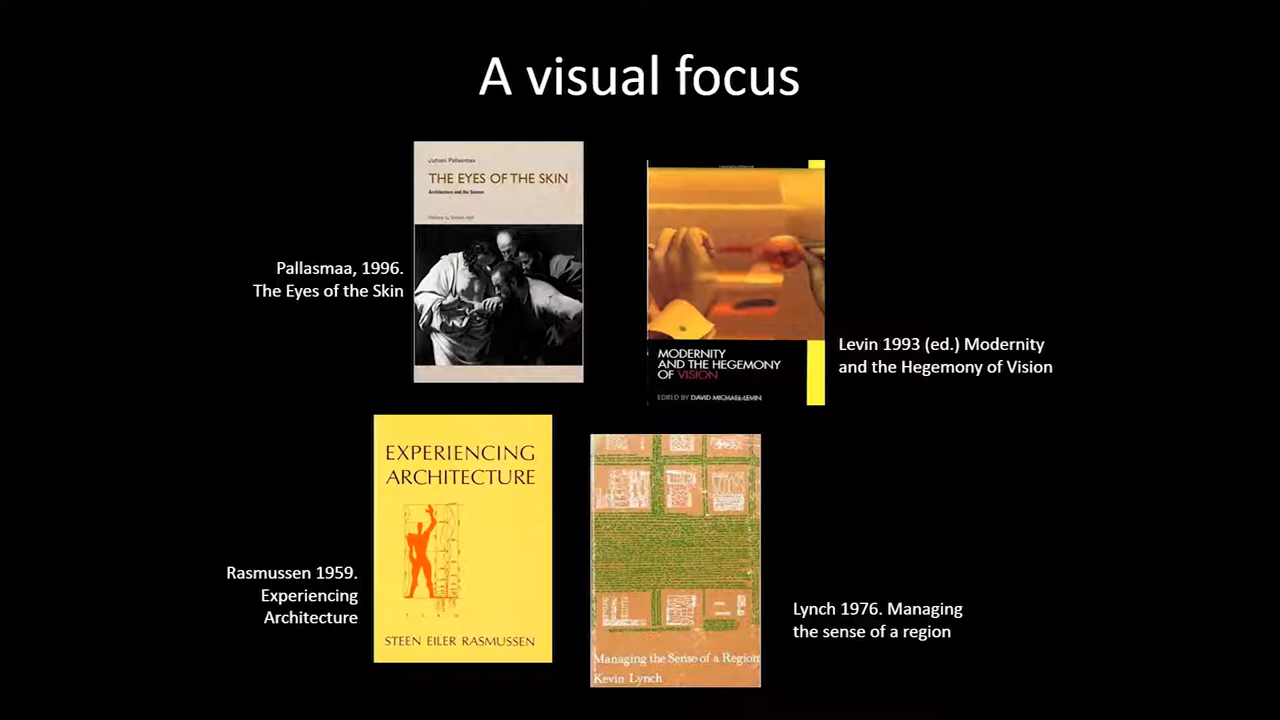 A visual focus
Juhani Pallasmaa
THE EYES OF THE SKIN
Architecture and the Senses
Pallasmaa, 1996.
The Eyes of the Skin
MODERNITY
AND THE HEGEMONY
OF VISION
EDITED BY DAVID MICHAEL LEVIN
Levin 1993 (ed.) Modernity
and the Hegemony of Vision
EXPERIENCING
ARCHITECTURE
STEEN EILER RASMUSSEN
Rasmussen 1959.
Experiencing
Architecture
Managing the Sense of a Region
Kevin Lynch
Lynch 1976. Managing
the sense of a region